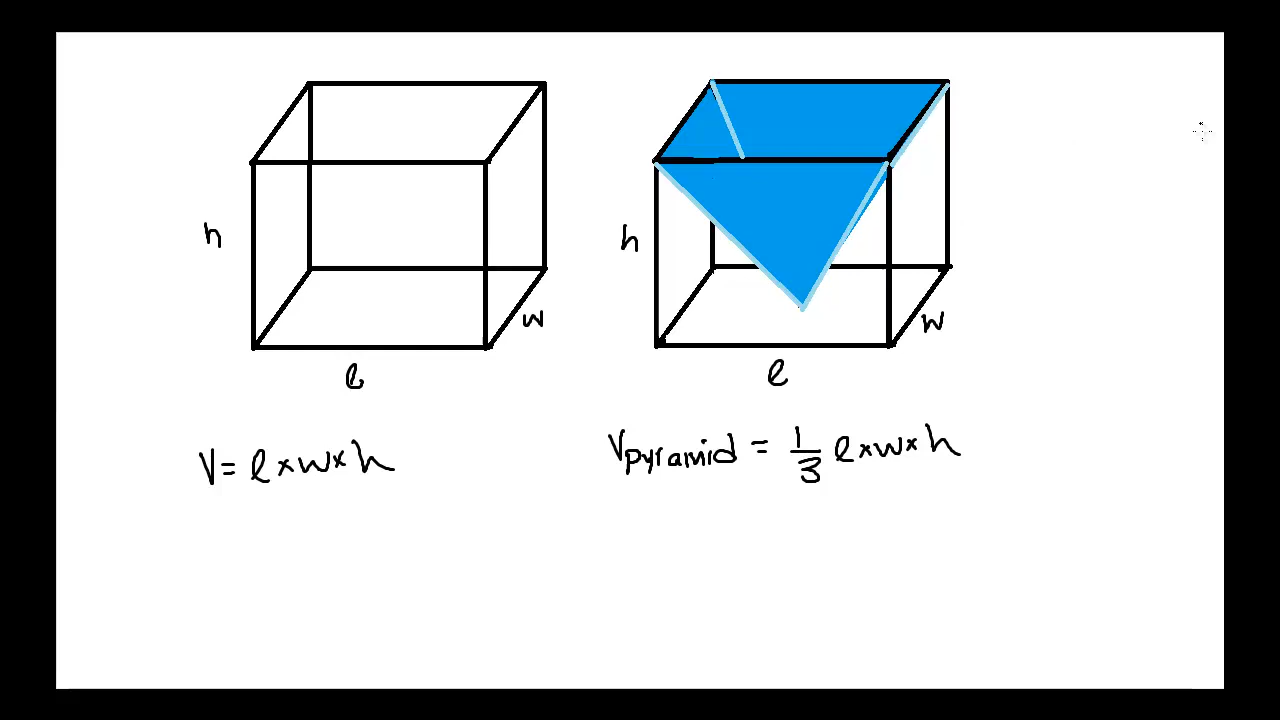 h
h
w
w
l
l
V = l × w × h
Vpyramid = 1/3 l × w × h